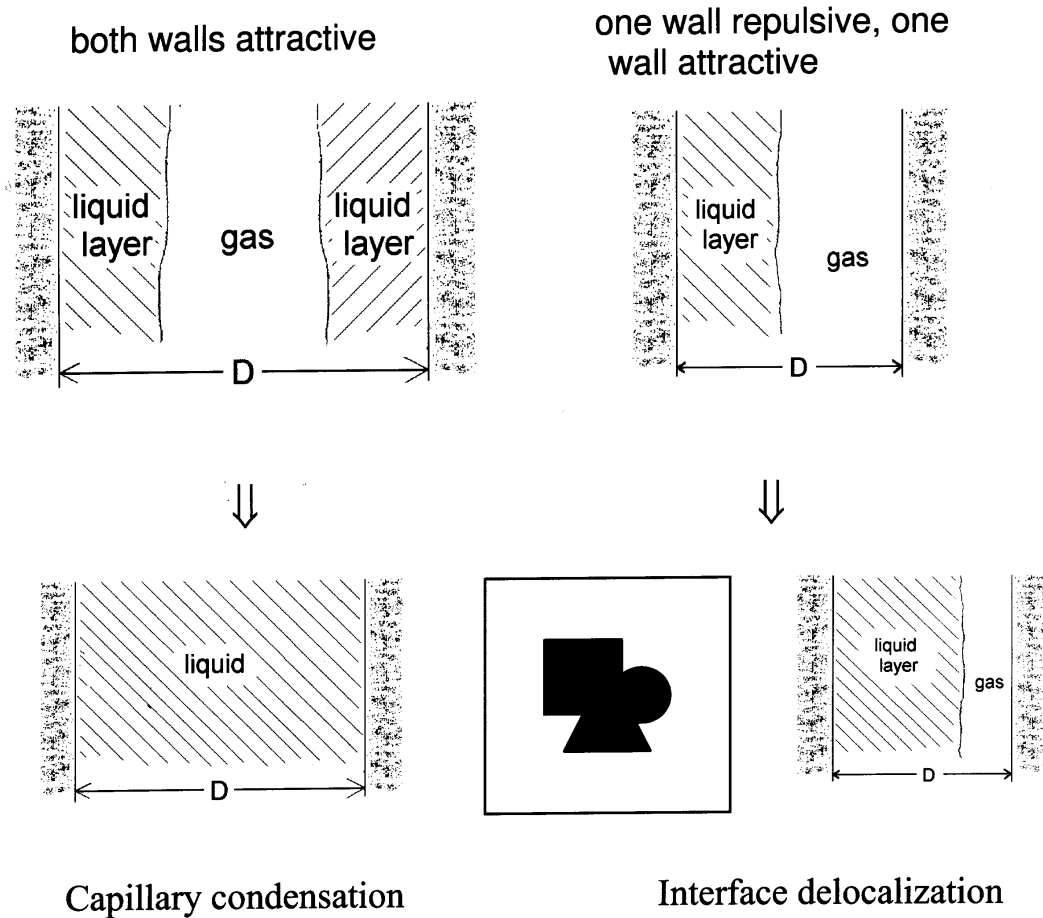 both walls attractive
one wall repulsive, one
wall attractive
liquid
layer
gas
liquid
layer
D
liquid
layer
gas
D
⇓
⇓
liquid
D
liquid
layer
gas
D
Capillary condensation
Interface delocalization